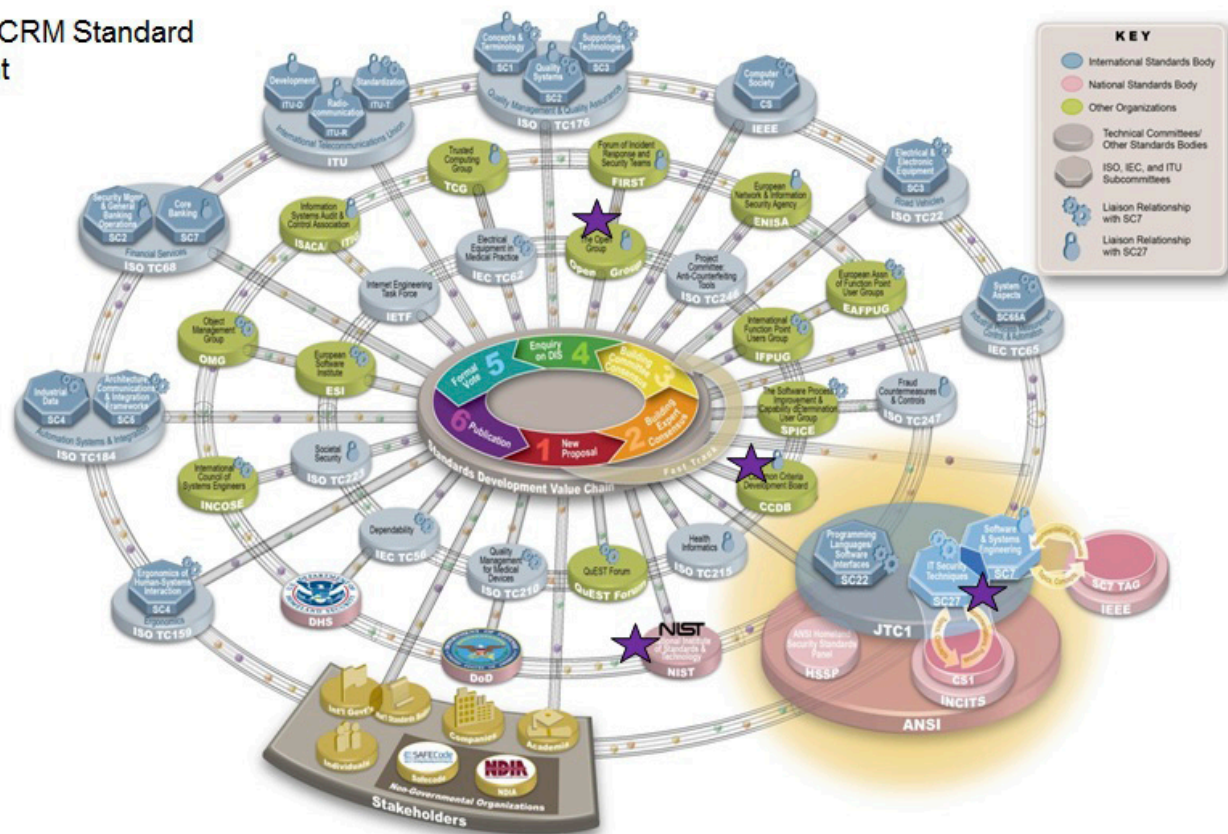 CRM Standard
KEY
International Standards Body
National Standards Body
Other Organizations
Technical Committees/
Other Standards Bodies
ISO, IEC, and ITU
Subcommittees
Liaison Relationship
with SC7
Liaison Relationship
with SC27
Concepts &
Terminology
SC1
Quality
Systems
SC2
Supporting
Technologies
SC3
Quality Management & Quality Assurance
ISO TC176
Computer
Society
CS
IEEE
Development
ITU-D
Radio-
communication
ITU-R
Standardization
ITU-T
International Telecommunications Union
ITU
Electrical &
Electronic
Equipment
SC3
Road Vehicles
ISO TC22
Security Mgmt
& General
Banking
Operations
SC2
Core
Banking
SC7
Financial Services
ISO TC68
System
Aspects
SC65A
IEC TC65
Industrial
Data
SC4
Architecture,
Communications
& Integration
Frameworks
SC5
Automation Systems & Integration
ISO TC184
Ergonomics of
Human-Systems
Interaction
SC4
Ergonomics
ISO TC159
Trusted
Computing
Group
TCG
Forum of Incident
Response and
Security Teams
FIRST
European
Network & Information
Security Agency
ENISA
Information
Systems Audit &
Control Association
ISACA/
Electrical
Equipment in
Medical Practice
IEC TC62
The Open
Group
Open Group
Project
Committee:
Anti-Counterfeiting
Tools
European Assn
of Function Point
User Groups
EAFPUG
Internet Engineering
Task Force
IETF
International
Function Point
Users Group
IFPUG
Object
Management
Group
OMG
European
Software
Institute
ESI
The Software Process
Improvement &
Capability dEtermination
User Group
SPICE
Fraud
Countermeasures
& Controls
ISO TC247
Societal
Security
ISO TC223
Criteria
Development
Board
CCDB
International
Council of
Systems Engineers
INCOSE
Dependability
IEC TC56
Quality
Management
for Medical
Devices
ISO TC210
QuEST Forum
QuEST Forum
Health
Informatics
ISO TC215
DHS
DoD
NIST
of Standards &
Technology
NIST
Formal
Vote
5
Enquiry
on DIS
4
Building
Committee
Consensus
3
Building
Expert
Consensus
2
1
New
Proposal
6
Publication
Standards Development Value Chain
Fast Track
Programming
Languages,
Software
Interfaces
SC22
IT Security
Techniques
SC27
Software
& Systems
Engineering
SC7
JTC1
SC7 TAG
IEEE
ANSI Homeland
Security Standards
Panel
HSSP
CS1
INCITS
ANSI
Int'l Govt's
Companies
Academia
Individuals
SAFECode
Safecode
NDIA
NDIA
Non-Governmental Organizations
Stakeholders